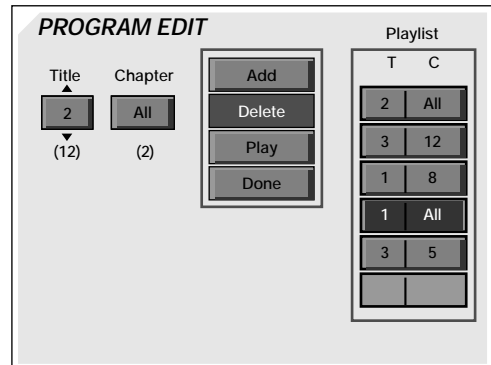 PROGRAM EDIT
Title Chapter
2 All
(12) (2)
Add
Delete
Play
Done
Playlist
T C
2 All
3 12
1 8
1 All
3 5